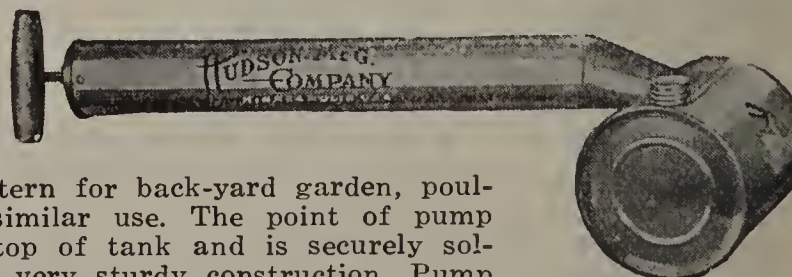 HUDSON MFG.
COMPANY
tern for back-yard garden, poul-
similar use. The point of pump
top of tank and is securely sol-
very sturdy construction. Pump